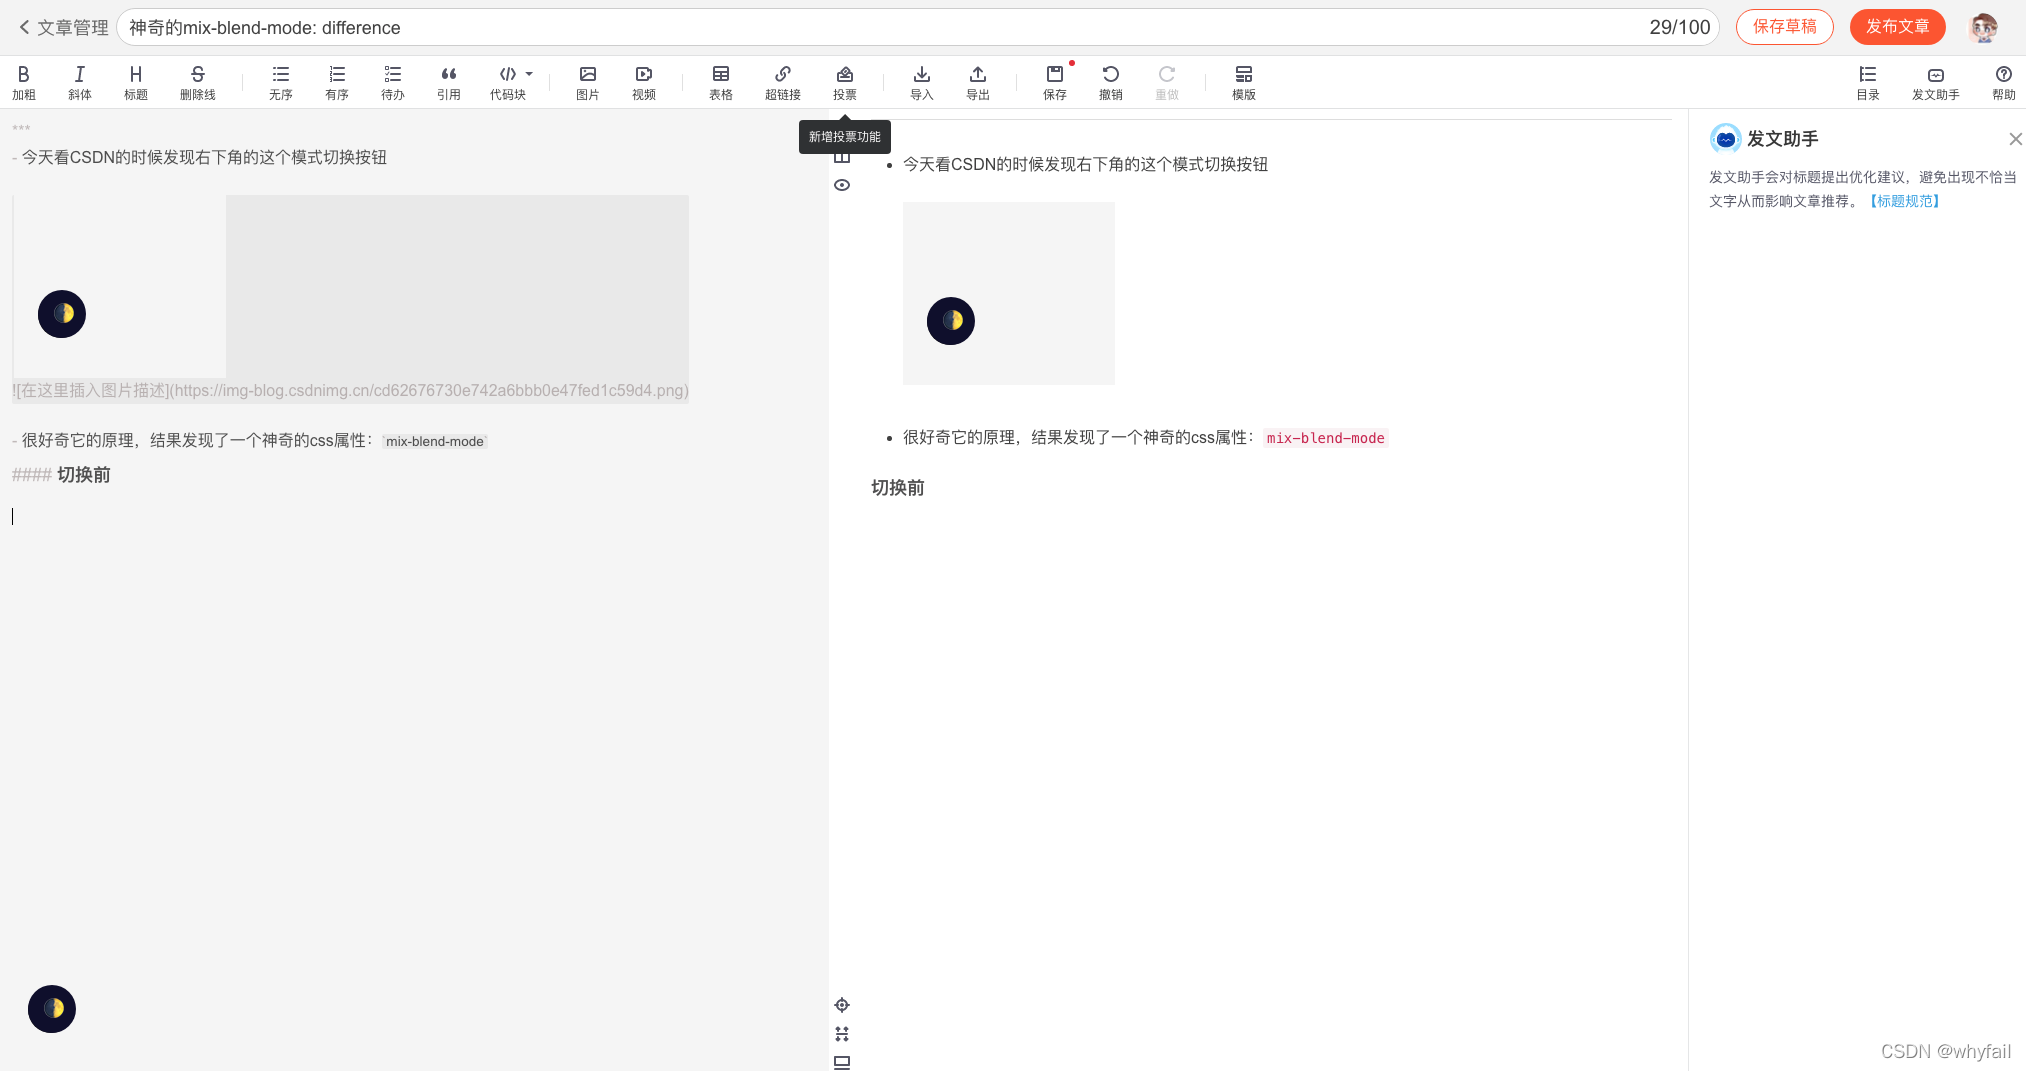 文章管理
神奇的mix-blend-mode: difference
29/100
保存草稿
发布文章
加粗
斜体
标题
删除线
无序
有序
待办
引用
代码块
图片
视频
表格
超链接
投票
导入
导出
保存
撤销
重做
模版
目录
发文助手
帮助
新增投票功能
***
- 今天看CSDN的时候发现右下角的这个模式切换按钮
![在这里插入图片描述](https://img-blog.csdnimg.cn/cd62676730e742a6bbb0e47fed1c59d4.png)
- 很好奇它的原理，结果发现了一个神奇的css属性：`mix-blend-mode`
#### 切换前
今天看CSDN的时候发现右下角的这个模式切换按钮
很好奇它的原理，结果发现了一个神奇的css属性：mix-blend-mode
切换前
发文助手
发文助手会对标题提出优化建议，避免出现不恰当
文字从而影响文章推荐。【标题规范】
CSDN @whyfail